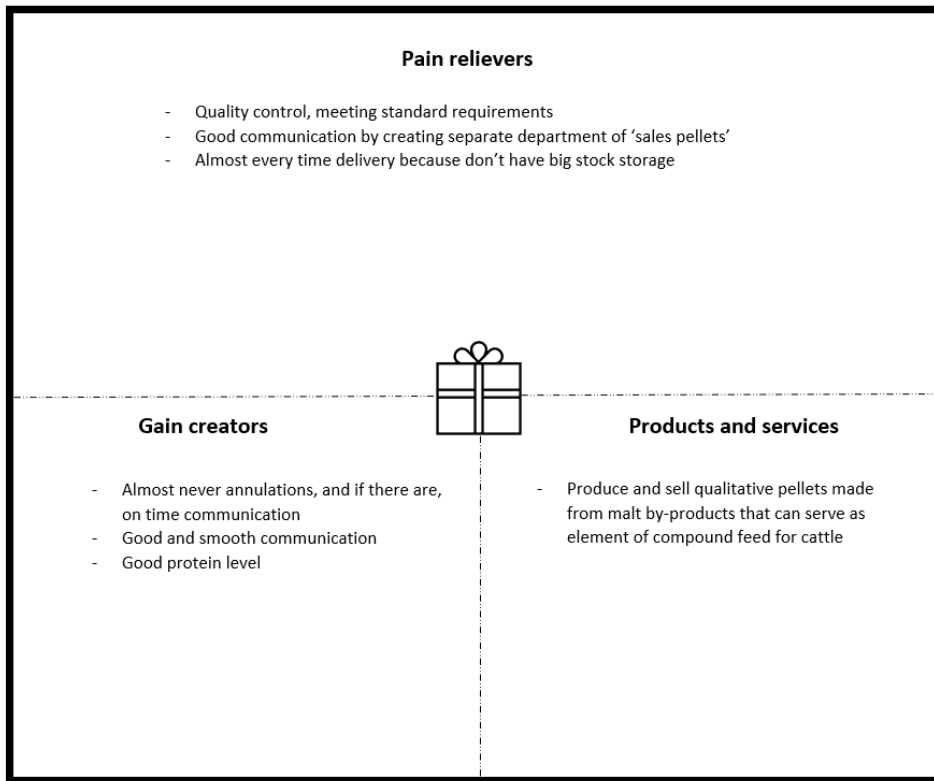 Pain relievers
- Quality control, meeting standard requirements
- Good communication by creating separate department of ‘sales pellets’
- Almost every time delivery because don’t have big stock storage
Gain creators
- Almost never annulations, and if there are,
on time communication
- Good and smooth communication
- Good protein level
Products and services
- Produce and sell qualitative pellets made
from malt by-products that can serve as
element of compound feed for cattle